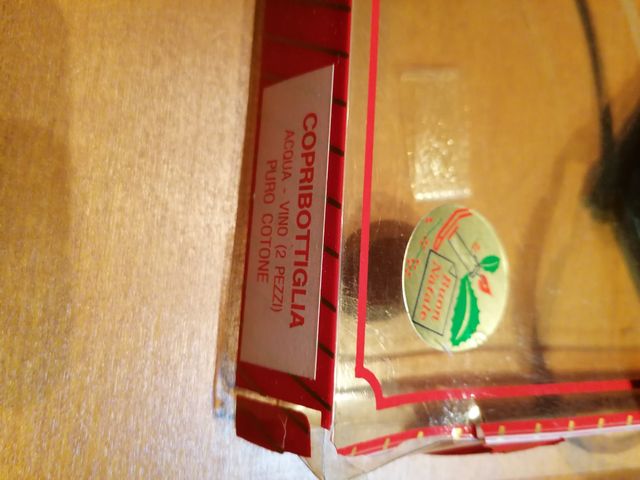 COPRIBOTTIGLIA
ACQUA - VINO (2 PEZZI)
PURO COTONE
Buon
Natale